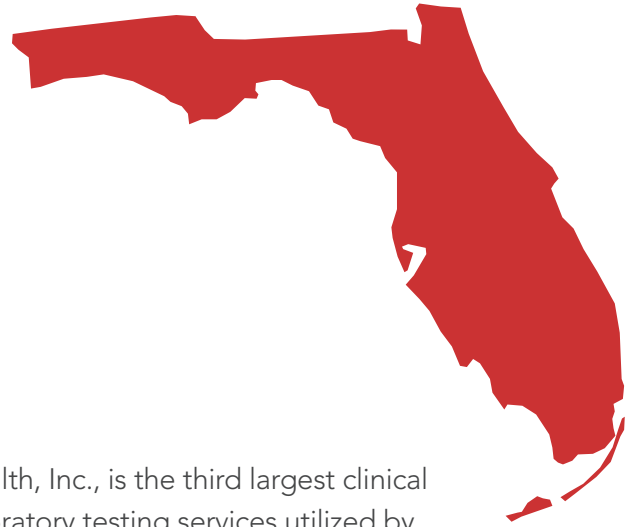 lth, Inc., is the third largest clinical
ratory testing services utilized by